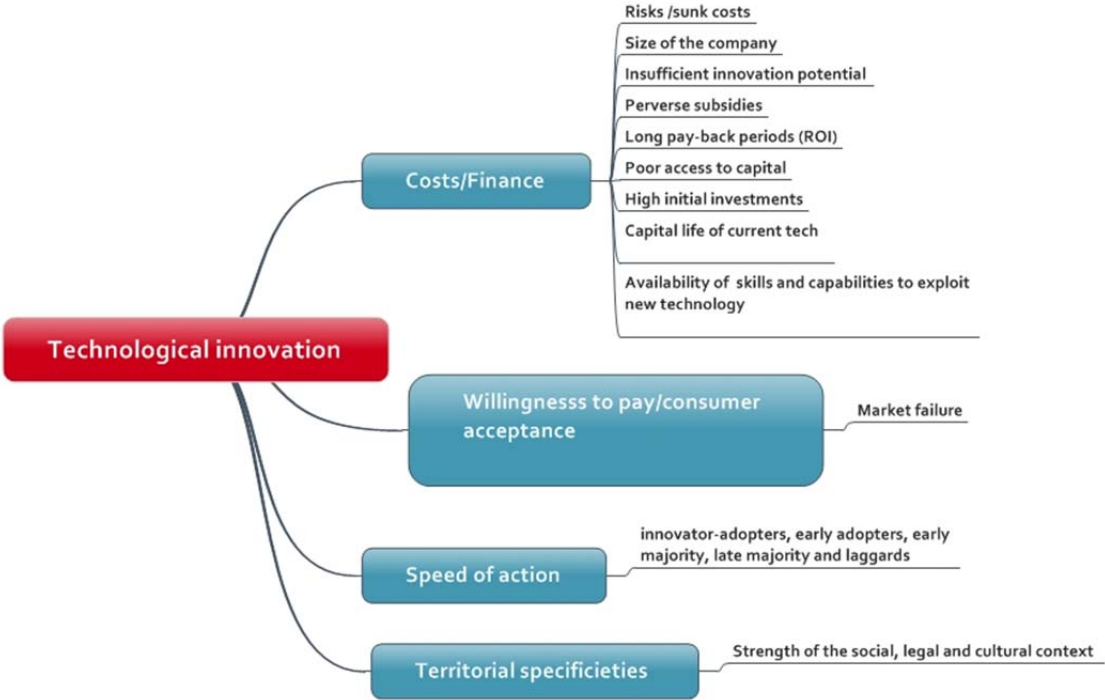 Risks /sunk costs
Size of the company
Insufficient innovation potential
Perverse subsidies
Long pay-back periods (ROI)
Poor access to capital
Costs/Finance
High initial investments
Capital life of current tech
Availability of skills and capabilities to exploit
new technology
Technological innovation
Willingnesss to pay/consumer
acceptance
Market failure
innovator-adopters, early adopters, early
majority, late majority and laggards
Speed of action
Strength of the social, legal and cultural context
Territorial specificieties